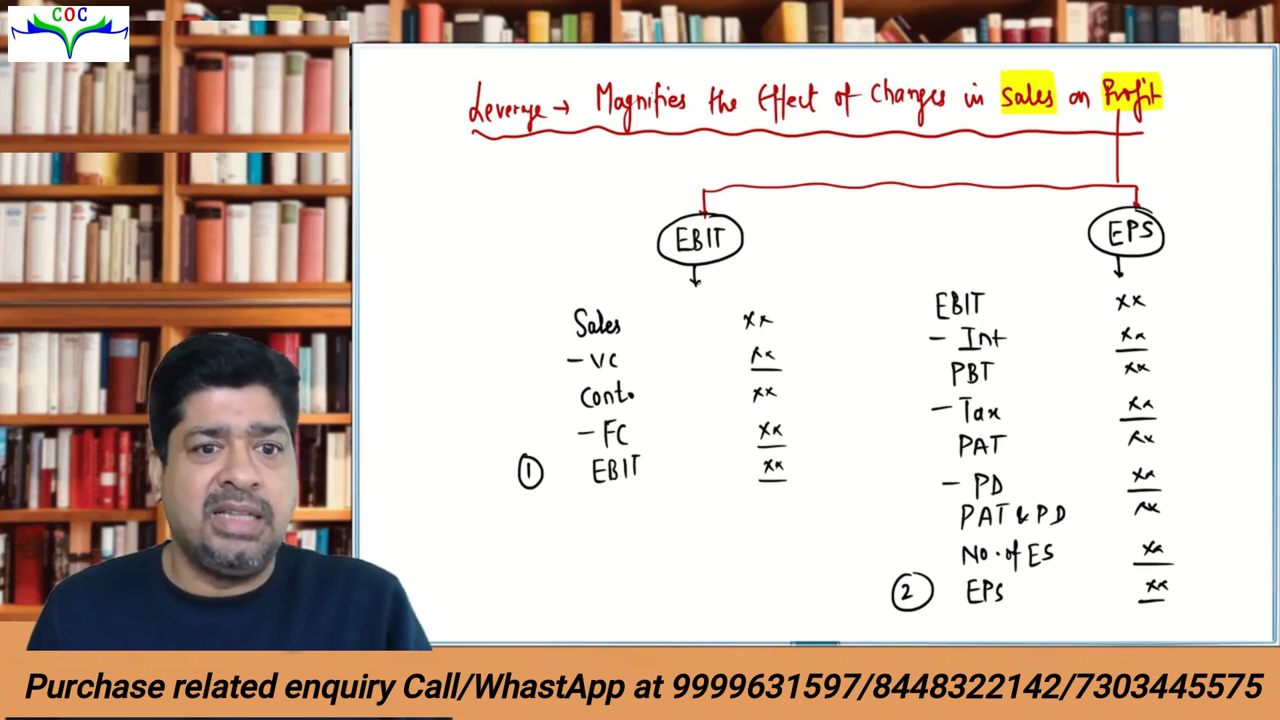 COC
Leverage → Magnifies the Effect of Changes in Sales on Profit
EBIT
EPS
Sales xx
- VC xx
Cont. xx
- FC xx
① EBIT xx
EBIT xx
- Int xx
PBT xx
- Tax xx
PAT xx
- PD xx
PAT & PD xx
No. of ES xx
② EPS xx
Purchase related enquiry Call/WhastApp at 9999631597/8448322142/7303445575